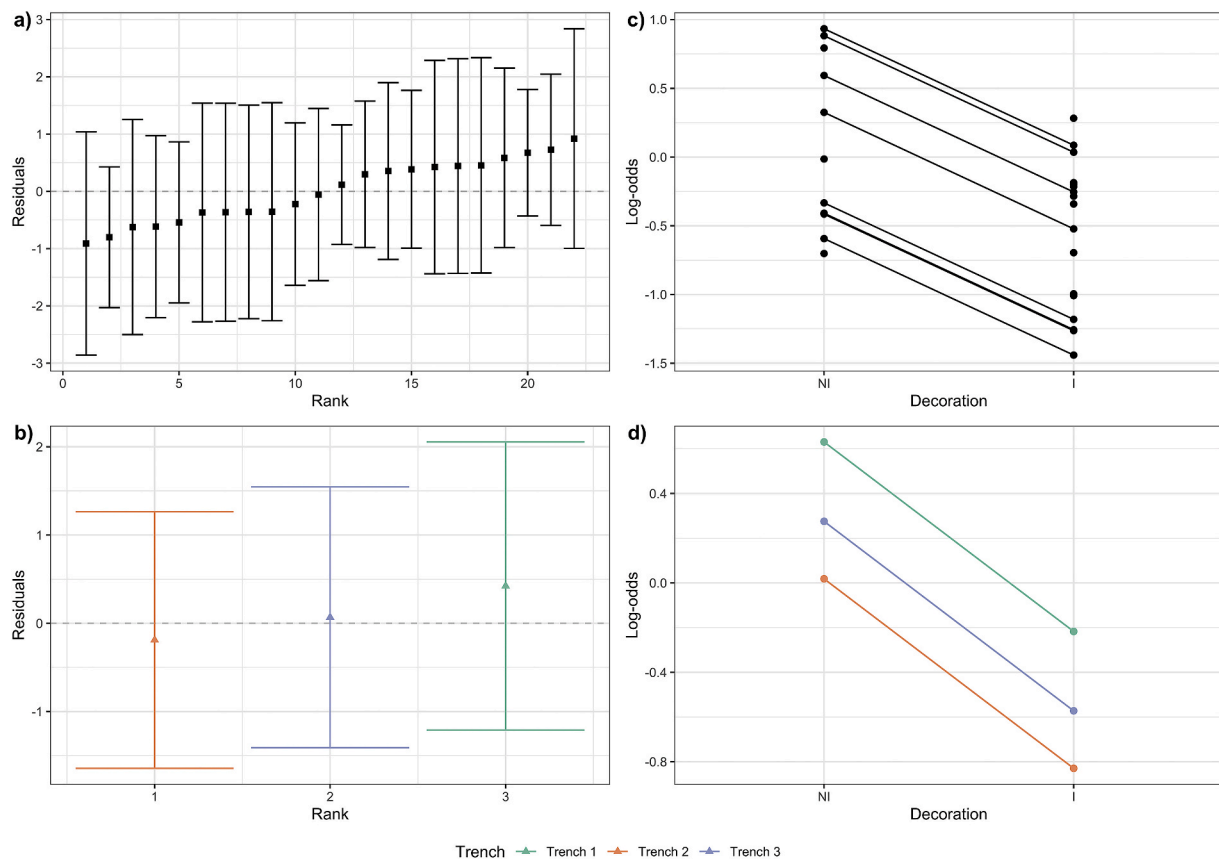 a)
3
2
1
0
-1
-2
-3
Residuals
0
5
10
15
20
Rank
c)
1.0
0.5
0.0
-0.5
-1.0
-1.5
Log-odds
NI
I
Decoration
b)
2
1
0
-1
Residuals
1
2
3
Rank
d)
0.4
0.0
-0.4
-0.8
Log-odds
NI
I
Decoration
Trench Trench 1 Trench 2 Trench 3